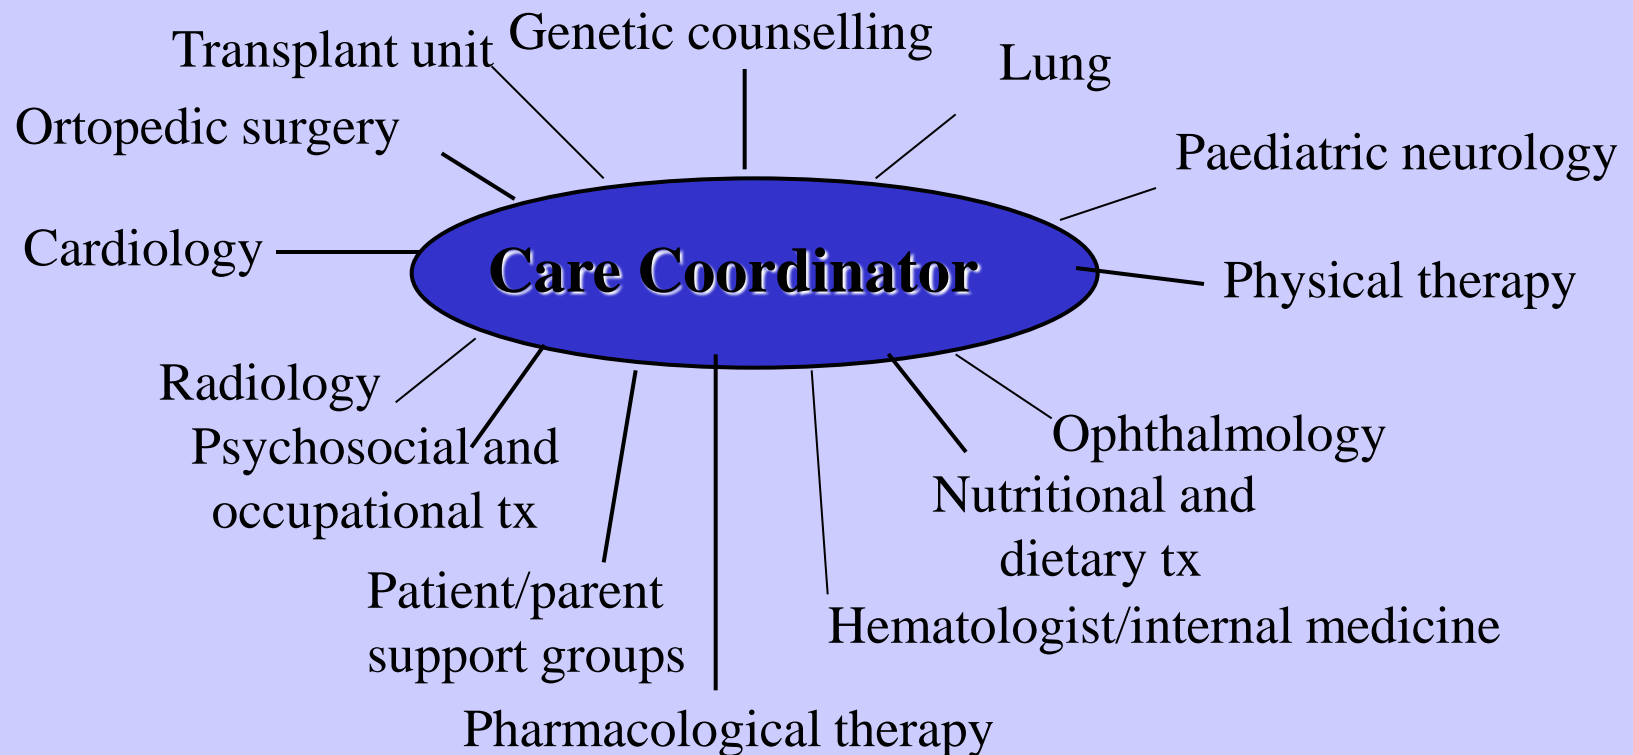 Genetic counselling
Transplant unit
Lung
Ortopedic surgery
Paediatric neurology
Cardiology
Care Coordinator
Physical therapy
Radiology
Psychosocial and
occupational tx
Ophthalmology
Nutritional and
dietary tx
Patient/parent
support groups
Hematologist/internal medicine
Pharmacological therapy